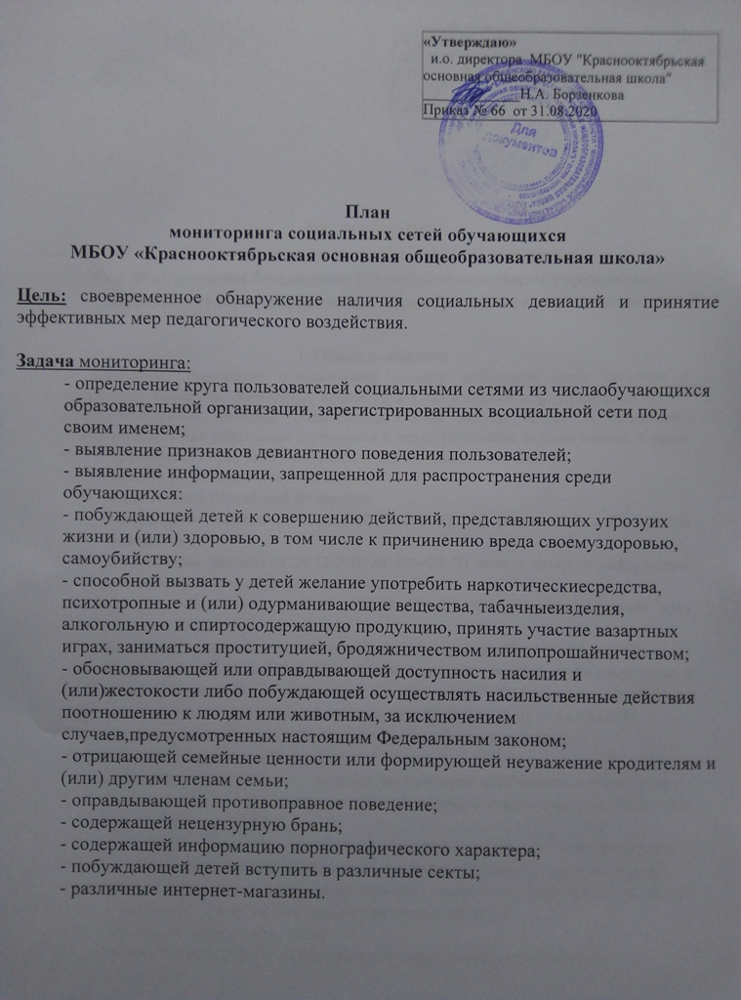 «Утверждаю»
и.о. директора МБОУ "Краснооктябрьская
основная общеобразовательная школа"
Н.А. Борзенкова
Приказ № 66 от 31.08.2020
Для
документов
План
мониторинга социальных сетей обучающихся
МБОУ «Краснооктябрьская основная общеобразовательная школа»
Цель: своевременное обнаружение наличия социальных девиаций и принятие
эффективных мер педагогического воздействия.
Задача мониторинга:
- определение круга пользователей социальными сетями из числаобучающихся
образовательной организации, зарегистрированных всоциальной сети под
своим именем;
- выявление признаков девиантного поведения пользователей;
- выявление информации, запрещенной для распространения среди
обучающихся:
- побуждающей детей к совершению действий, представляющих угрозуих
жизни и (или) здоровью, в том числе к причинению вреда своемуздоровью,
самоубийству;
- способной вызвать у детей желание употребить наркотическиесредства,
психотропные и (или) одурманивающие вещества, табачныеизделия,
алкогольную и спиртосодержащую продукцию, принять участие вазартных
играх, заниматься проституцией, бродяжничеством илипопрошайничеством;
- обосновывающей или оправдывающей доступность насилия и
(или)жестокости либо побуждающей осуществлять насильственные действия
поотношению к людям или животным, за исключением
случаев,предусмотренных настоящим Федеральным законом;
- отрицающей семейные ценности или формирующей неуважение кродителям и
(или) другим членам семьи;
- оправдывающей противоправное поведение;
- содержащей нецензурную брань;
- содержащей информацию порнографического характера;
- побуждающей детей вступить в различные секты;
- различные интернет-магазины.